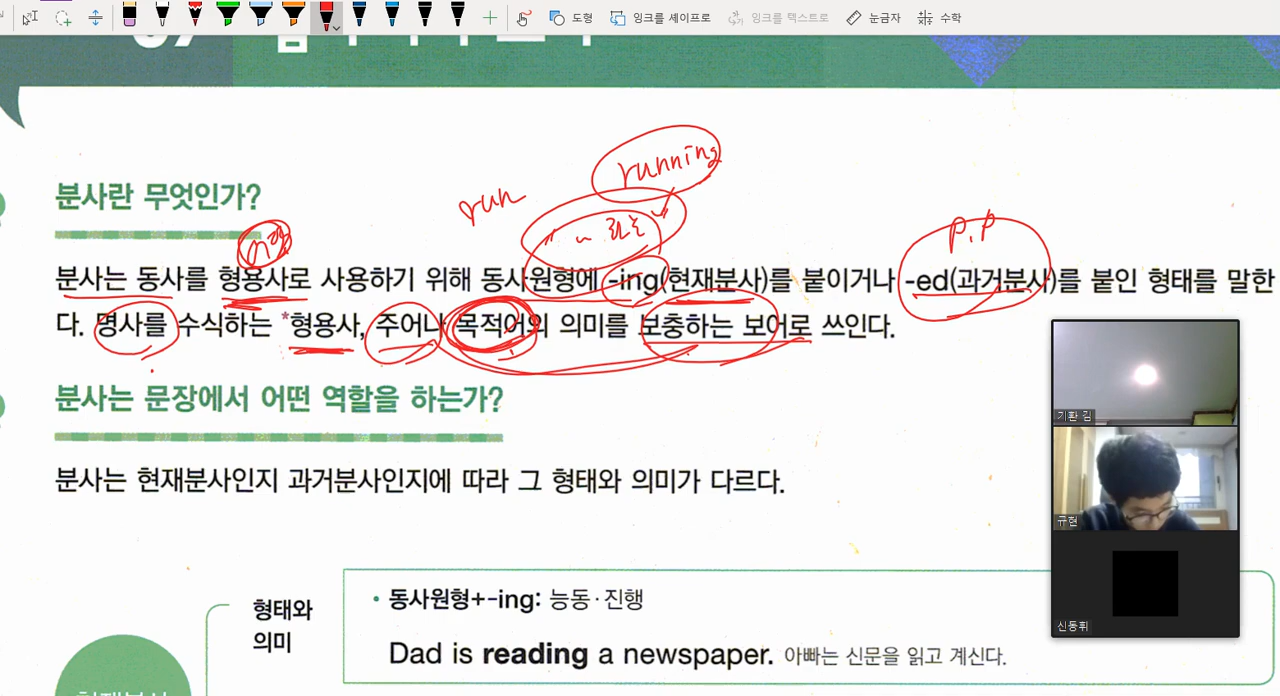 도형 잉크를 셰이프로 잉크를 텍스트로 눈금자 수학
분사란 무엇인가?
run
running
~ 하는
p.p
분사는 동사를 형용사로 사용하기 위해 동사원형에 -ing(현재분사)를 붙이거나 -ed(과거분사)를 붙인 형태를 말한
다. 명사를 수식하는 *형용사, 주어나 목적어의 의미를 보충하는 보어로 쓰인다.
기환 김
분사는 문장에서 어떤 역할을 하는가?
분사는 현재분사인지 과거분사인지에 따라 그 형태와 의미가 다르다.
규현
신동휘
형태와
의미
• 동사원형+-ing: 능동·진행
Dad is reading a newspaper. 아빠는 신문을 읽고 계신다.